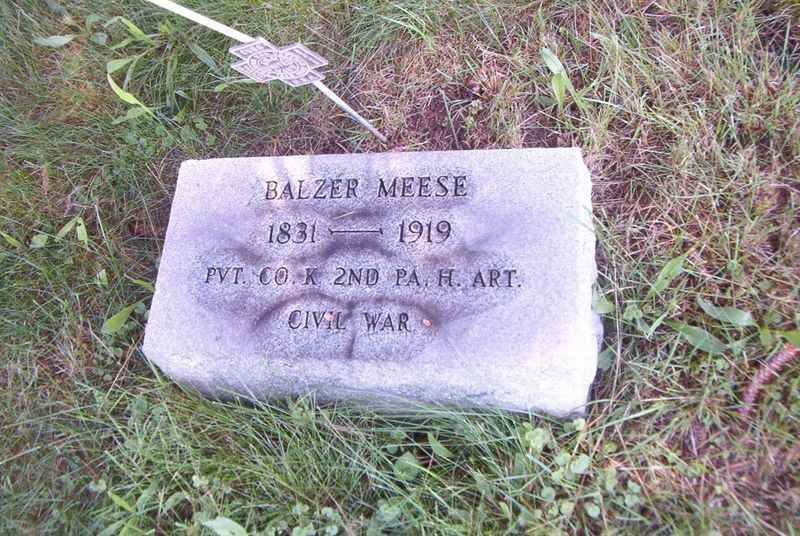 BALZER MEESE
1831 — 1919
PVT. CO. K 2ND PA. H. ART.
CIVIL WAR